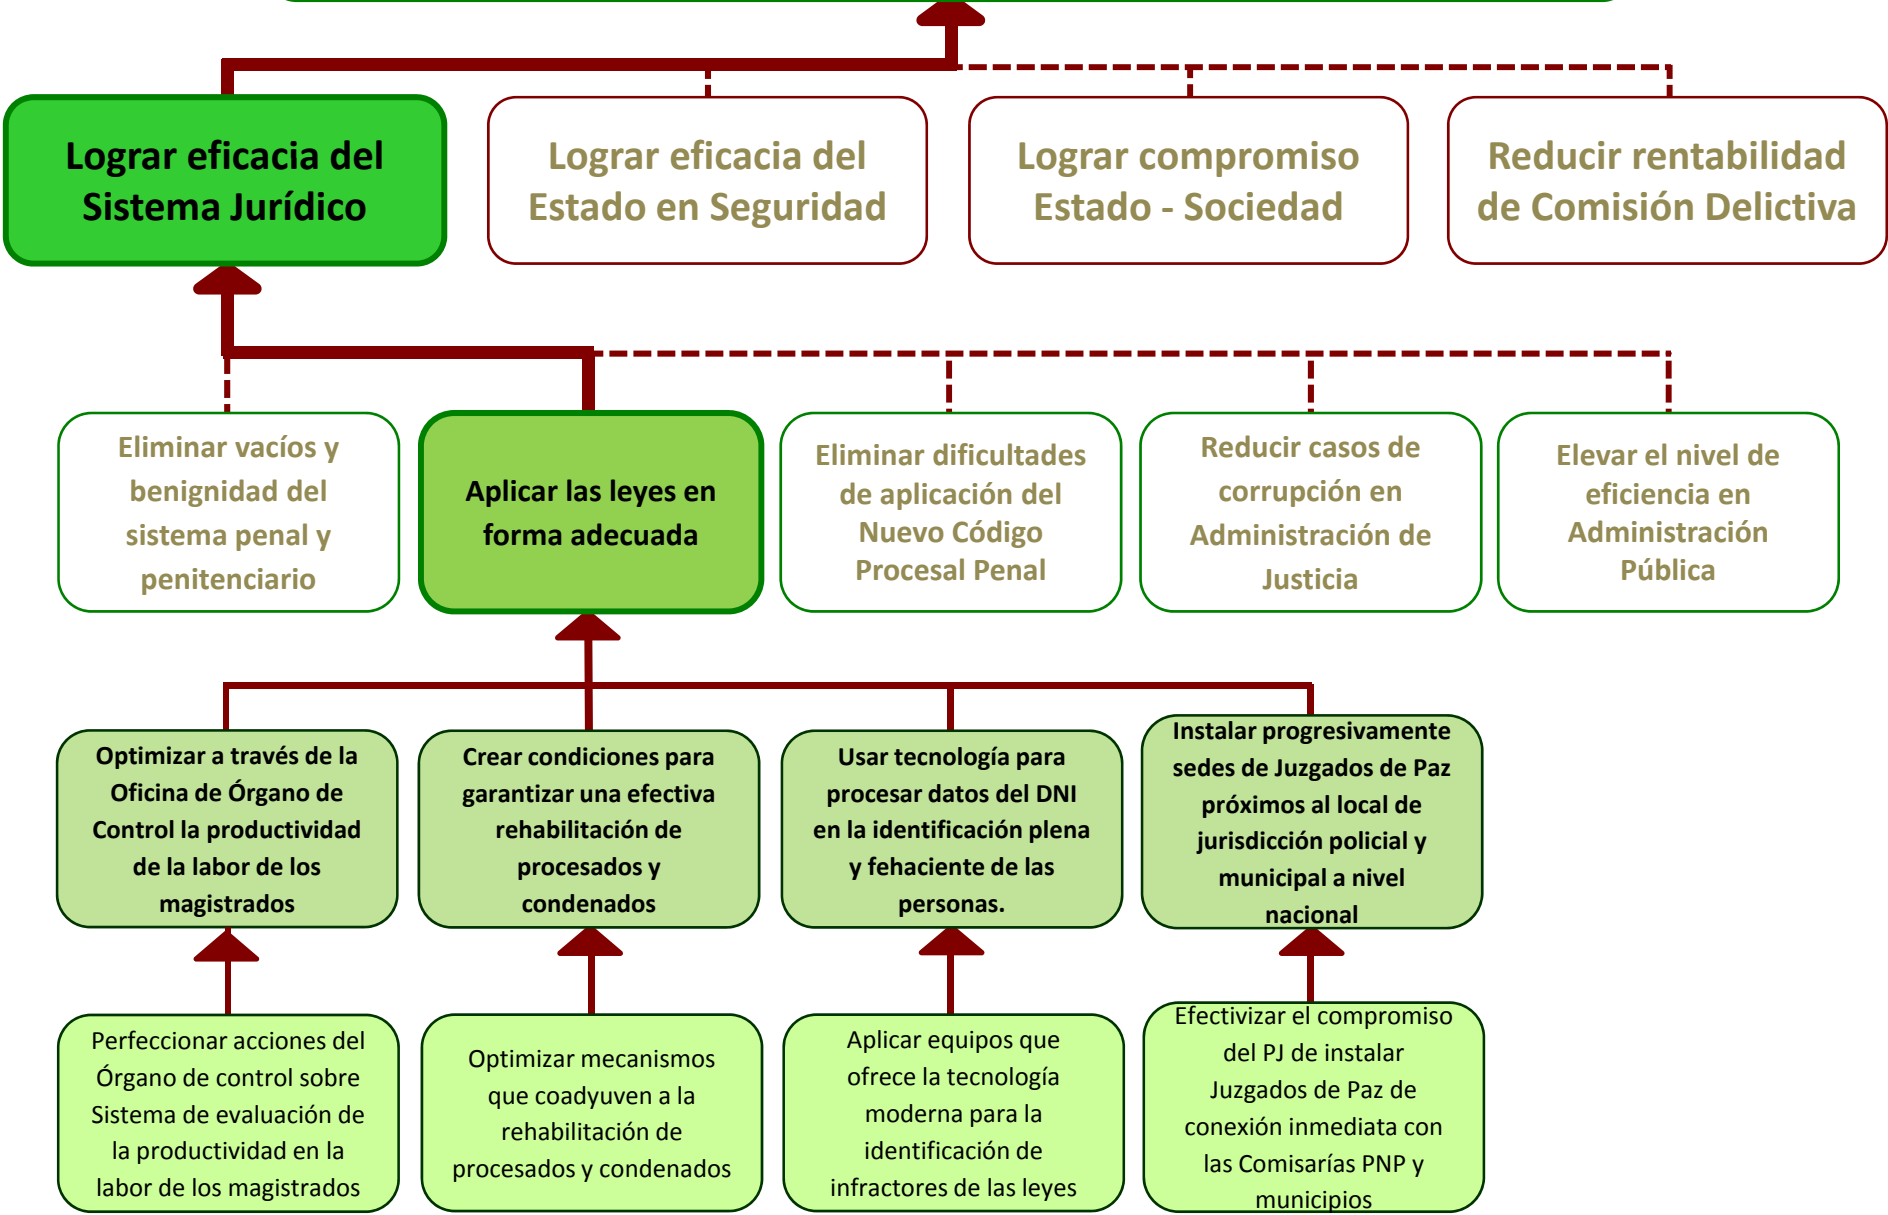 Lograr eficacia del
Sistema Jurídico
Lograr eficacia del
Estado en Seguridad
Lograr compromiso
Estado - Sociedad
Reducir rentabilidad
de Comisión Delictiva
Eliminar vacíos y
benignidad del
sistema penal y
penitenciario
Aplicar las leyes en
forma adecuada
Eliminar dificultades
de aplicación del
Nuevo Código
Procesal Penal
Reducir casos de
corrupción en
Administración de
Justicia
Elevar el nivel de
eficiencia en
Administración
Pública
Optimizar a través de la
Oficina de Órgano de
Control la productividad
de la labor de los
magistrados
Crear condiciones para
garantizar una efectiva
rehabilitación de
procesados y
condenados
Usar tecnología para
procesar datos del DNI
en la identificación plena
y fehaciente de las
personas.
Instalar progresivamente
sedes de Juzgados de Paz
próximos al local de
jurisdicción policial y
municipal a nivel
nacional
Perfeccionar acciones del
Órgano de control sobre
Sistema de evaluación de
la productividad en la
labor de los magistrados
Optimizar mecanismos
que coadyuven a la
rehabilitación de
procesados y condenados
Aplicar equipos que
ofrece la tecnología
moderna para la
identificación de
infractores de las leyes
Efectivizar el compromiso
del PJ de instalar
Juzgados de Paz de
conexión inmediata con
las Comisarías PNP y
municipios